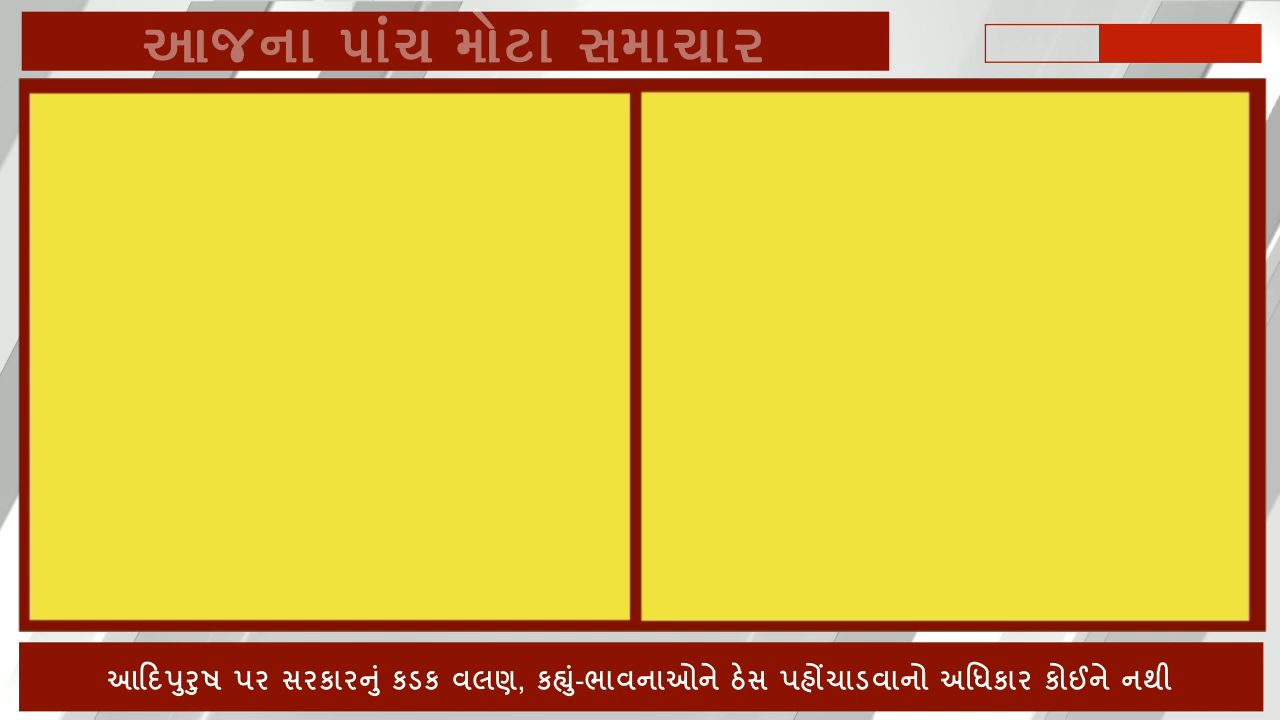 આજના પાંચ મોટા સમાચાર
આદિપુરુષ પર સરકારનું કડક વલણ, કહ્યું-ભાવનાઓને ઠેસ પહોંચાડવાનો અધિકાર કોઈને નથી